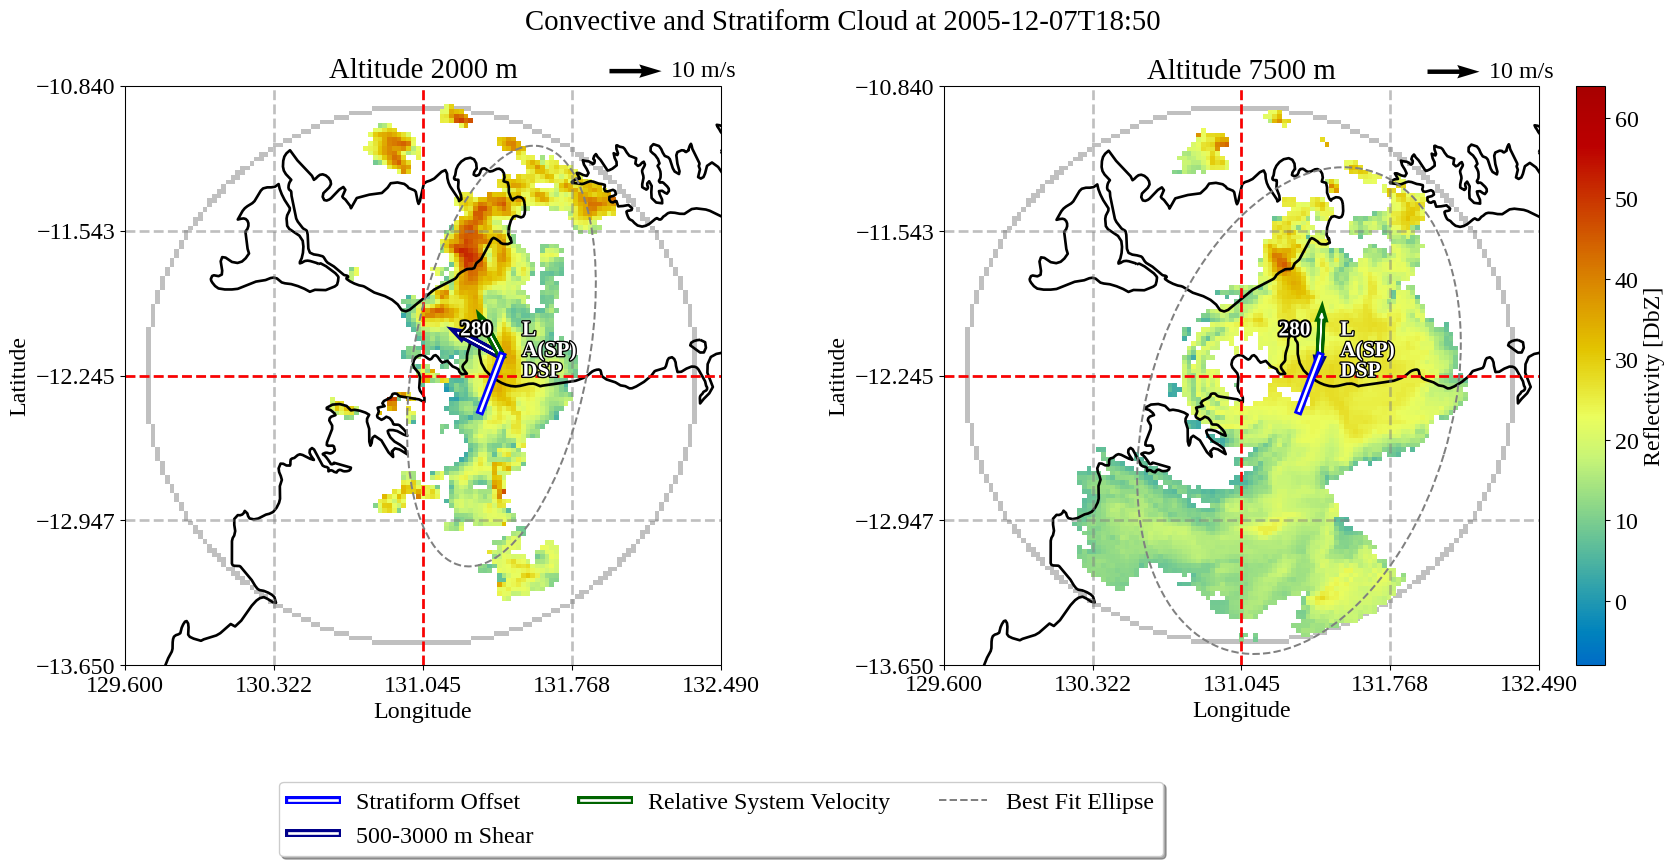 Convective and Stratiform Cloud at 2005-12-07T18:50
Altitude 2000 m
10 m/s
Altitude 7500 m
10 m/s
−10.840
−11.543
−12.245
−12.947
−13.650
129.600
130.322
131.045
131.768
132.490
Latitude
Longitude
280
L
A(SP)
DSP
−10.840
−11.543
−12.245
−12.947
−13.650
129.600
130.322
131.045
131.768
132.490
Latitude
Longitude
280
L
A(SP)
DSP
60
50
40
30
20
10
0
Reflectivity [DbZ]
Stratiform Offset
500-3000 m Shear
Relative System Velocity
Best Fit Ellipse